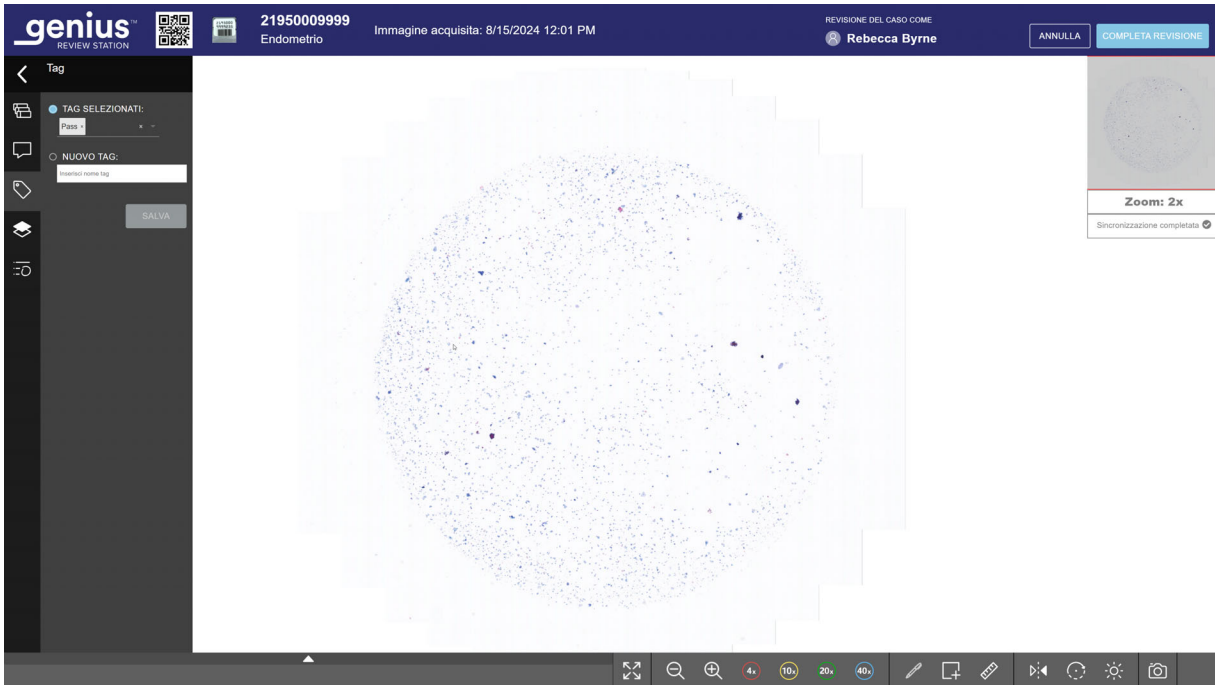 genius™
REVIEW STATION
21950009999
Endometrio
Immagine acquisita: 8/15/2024 12:01 PM
REVISIONE DEL CASO COME
Rebecca Byrne
ANNULLA
COMPLETA REVISIONE
Tag
TAG SELEZIONATI:
Pass x
x
NUOVO TAG:
Inserisci nome tag
SALVA
Zoom: 2x
Sincronizzazione completata
4x
10x
20x
40x